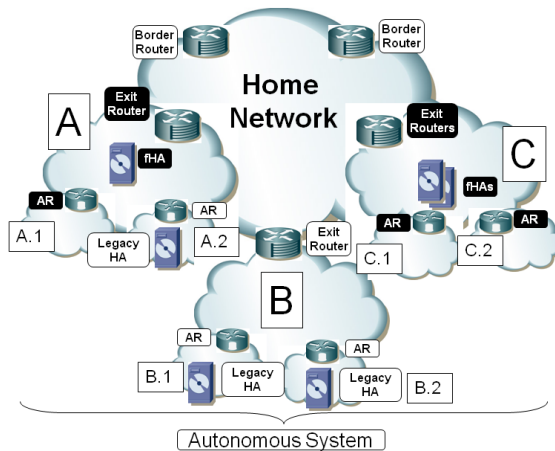 Border
Router
Border
Router
Home
Network
A
Exit
Router
fHA
AR
A.1
AR
A.2
Legacy
HA
Exit
Routers
C
fHAs
AR
C.1
AR
C.2
Exit
Router
B
AR
B.1
Legacy
HA
AR
Legacy
HA
B.2
Autonomous System